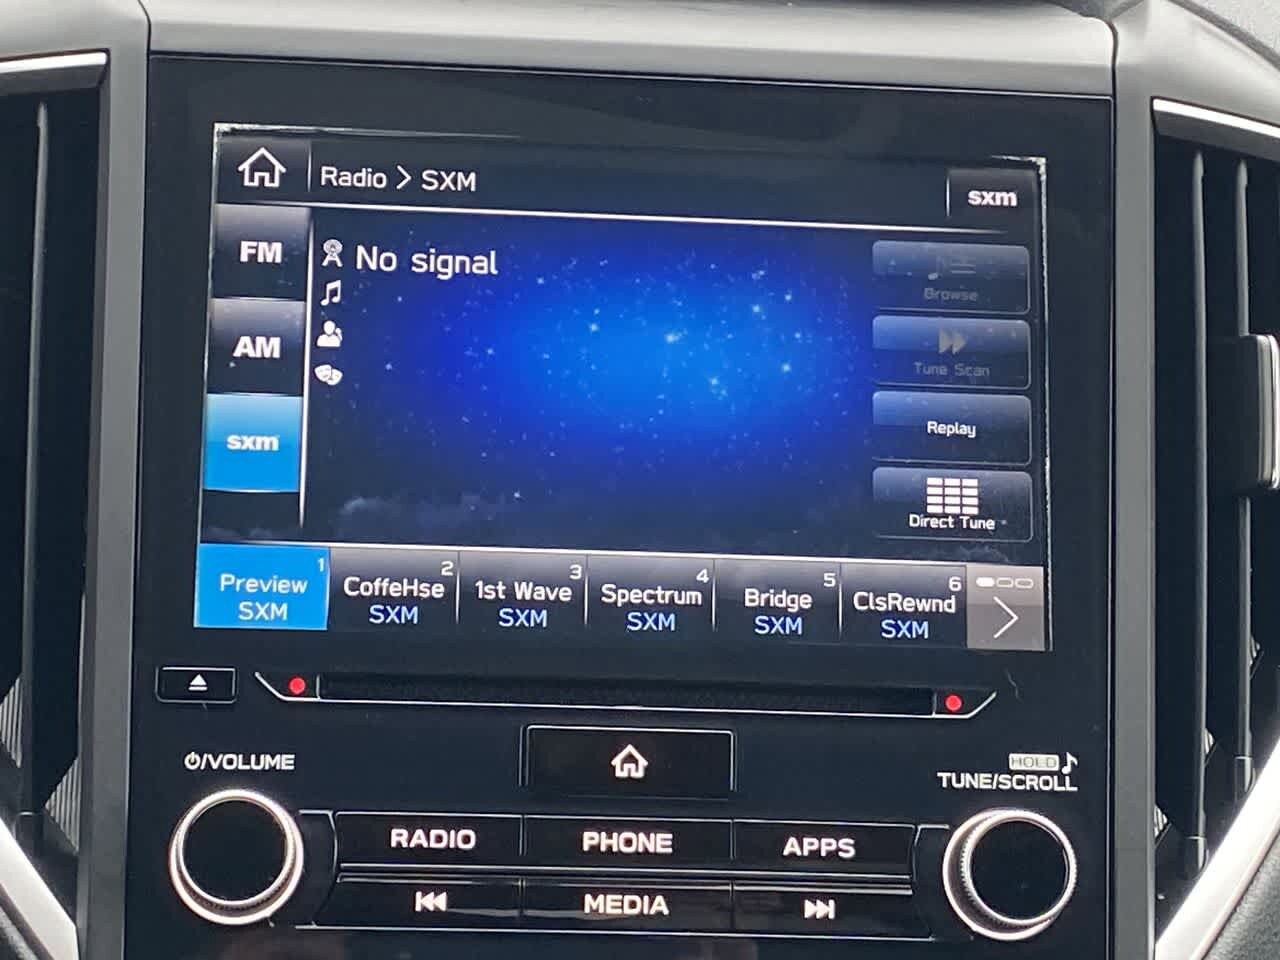 Radio > SXM
sxm
FM
AM
sxm
No signal
Browse
Tune Scan
Replay
Direct Tune
1
Preview
SXM
2
CoffeHse
SXM
3
1st Wave
SXM
4
Spectrum
SXM
5
Bridge
SXM
6
ClsRewnd
SXM
/VOLUME
HOLD
TUNE/SCROLL
RADIO
PHONE
APPS
MEDIA